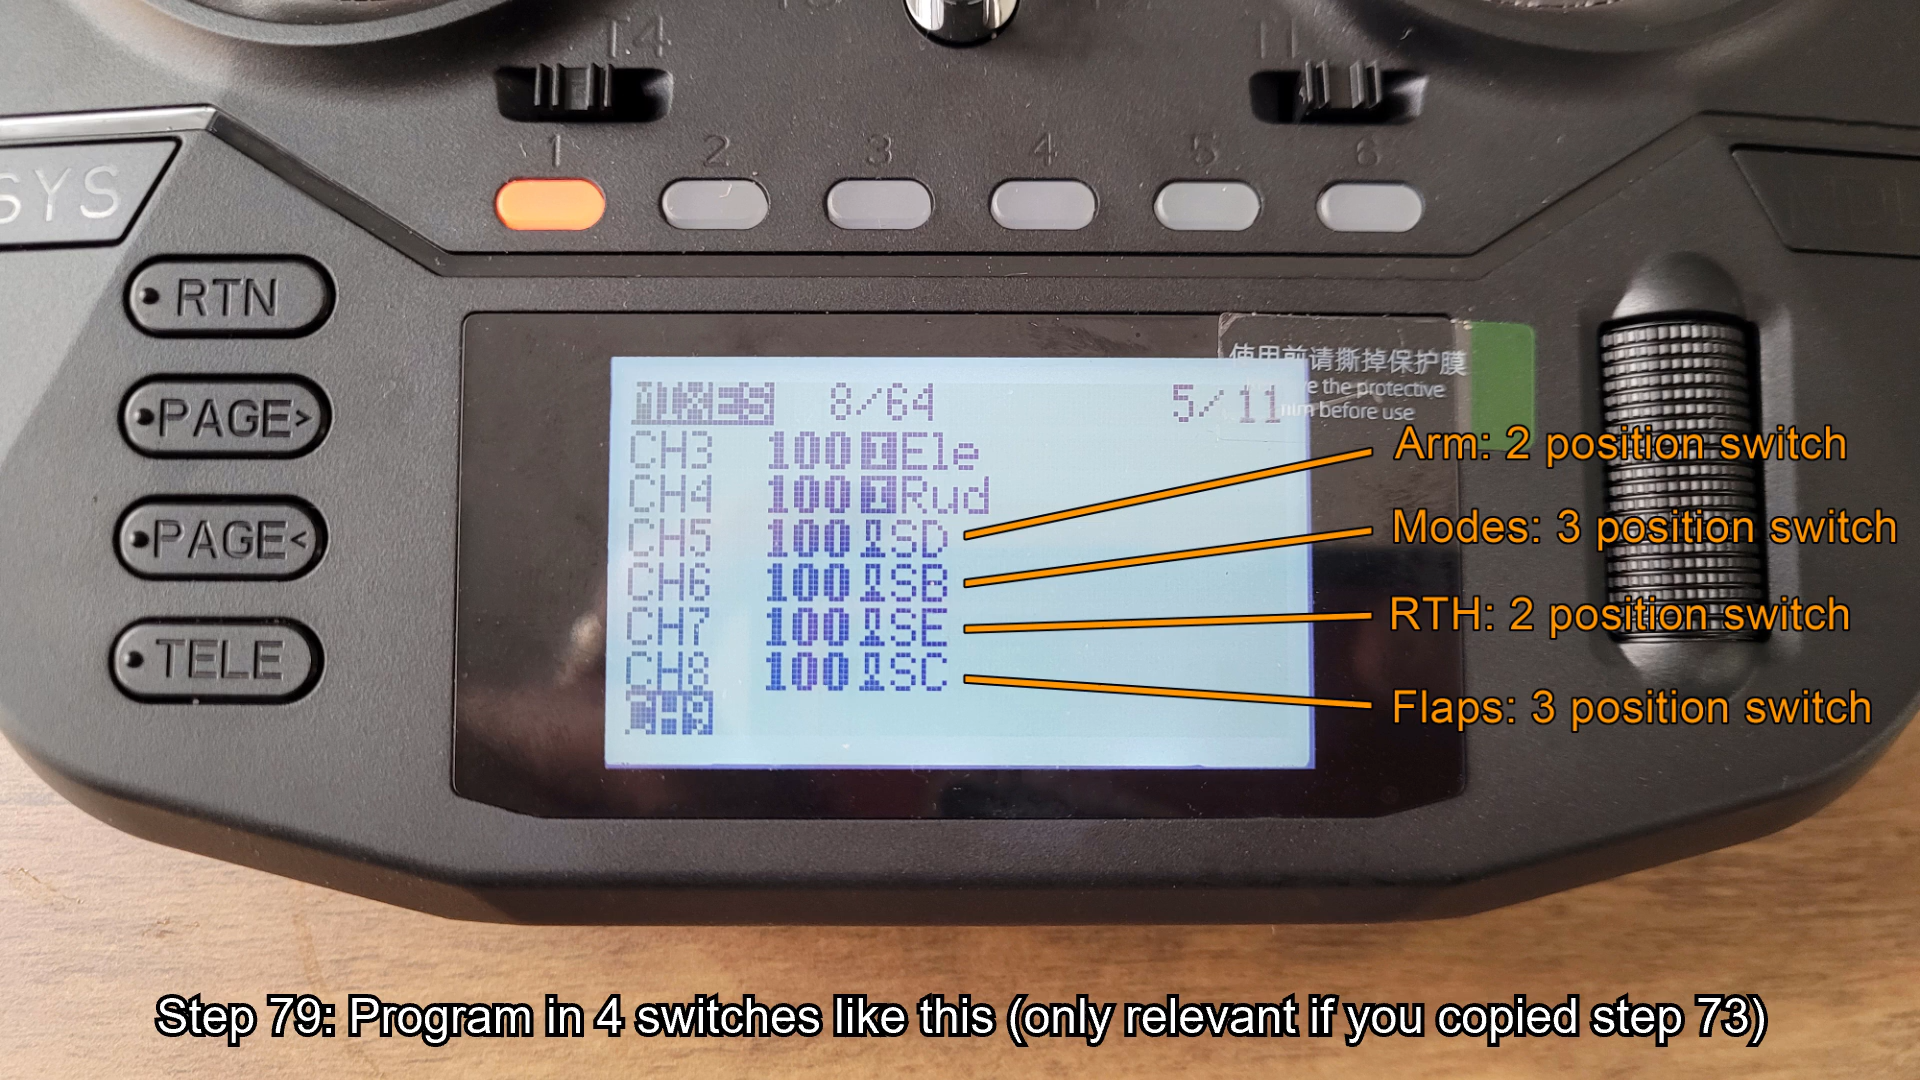 T4
T1
1 2 3 4 5 6
SYS
RTN
PAGE>
PAGE<
TELE
使用前请撕掉保护膜
the protective
before use
8/64 5/11
CH3 100 Ele
CH4 100 Rud
CH5 100 SD
CH6 100 SB
CH7 100 SE
CH8 100 SC
Arm: 2 position switch
Modes: 3 position switch
RTH: 2 position switch
Flaps: 3 position switch
Step 79: Program in 4 switches like this (only relevant if you copied step 73)